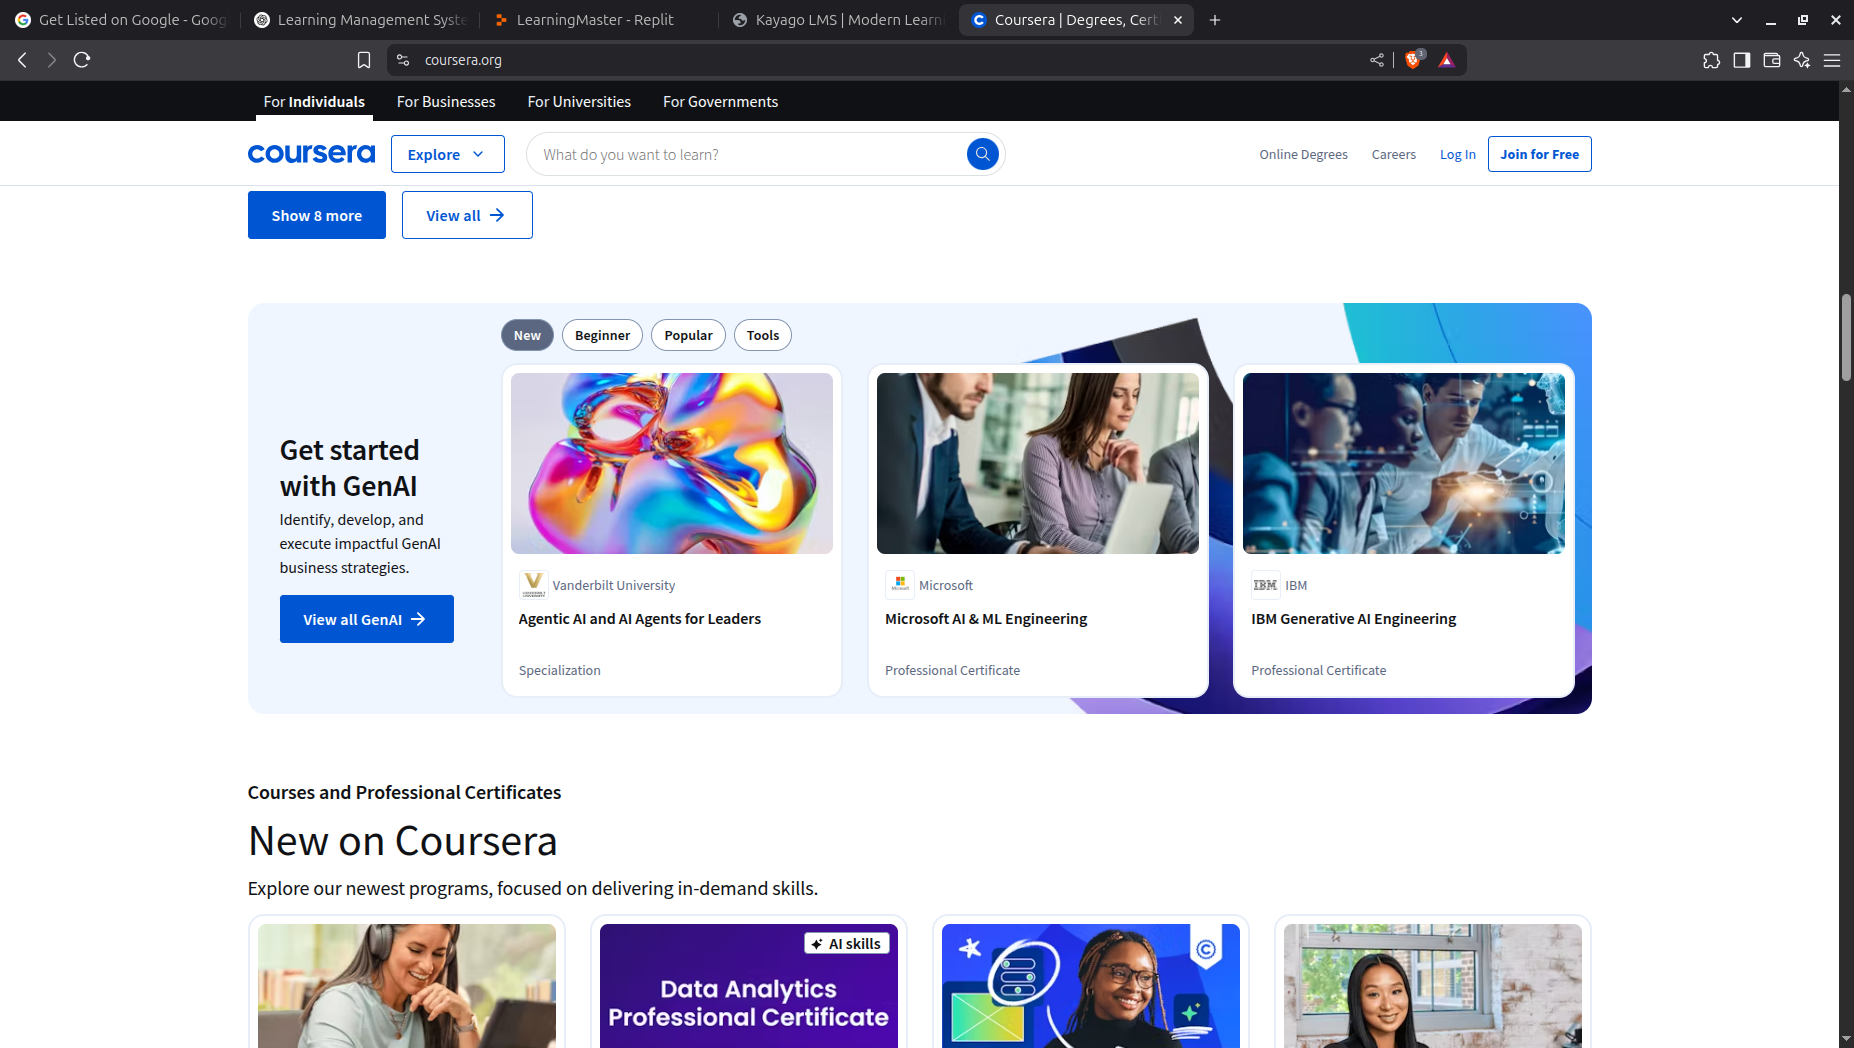 Get Listed on Google - Goog
Learning Management Syste
LearningMaster - Replit
Kayago LMS | Modern Learni
Coursera | Degrees, Cert
coursera.org
3
For Individuals
For Businesses
For Universities
For Governments
coursera
Explore
What do you want to learn?
Online Degrees
Careers
Log In
Join for Free
Show 8 more
View all
New
Beginner
Popular
Tools
Get started
with GenAI
Identify, develop, and
execute impactful GenAI
business strategies.
View all GenAI
Vanderbilt University
Agentic AI and AI Agents for Leaders
Specialization
Microsoft
Microsoft AI & ML Engineering
Professional Certificate
IBM
IBM
IBM Generative AI Engineering
Professional Certificate
Courses and Professional Certificates
New on Coursera
Explore our newest programs, focused on delivering in-demand skills.
AI skills
Data Analytics
Professional Certificate